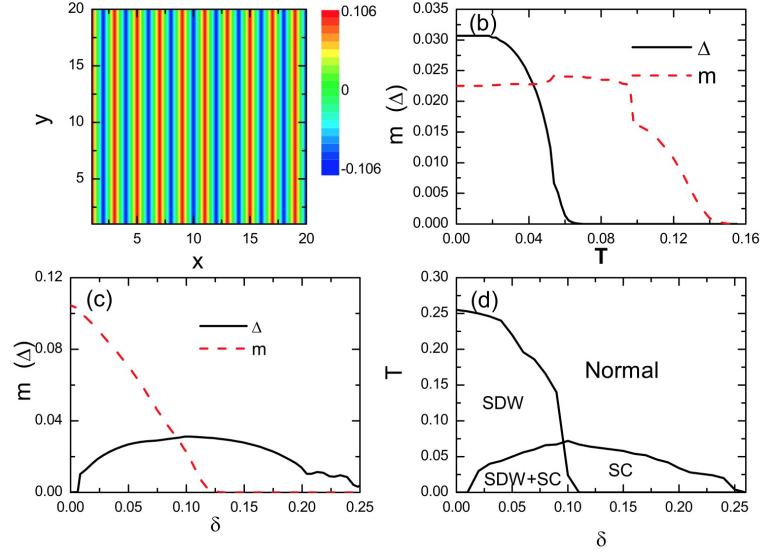 20
15
10
5
y
5
10
15
20
x
0.106
0
-0.106
(b)
Δ
m
0.035
0.030
0.025
0.020
0.015
0.010
0.005
0.000
m (Δ)
0.00
0.04
0.08
0.12
0.16
T
(c)
Δ
m
0.12
0.08
0.04
0.00
m (Δ)
0.00
0.05
0.10
0.15
0.20
0.25
δ
(d)
Normal
SDW
SDW+SC
SC
0.30
0.25
0.20
0.15
0.10
0.05
0.00
T
0.00
0.05
0.10
0.15
0.20
0.25
δ